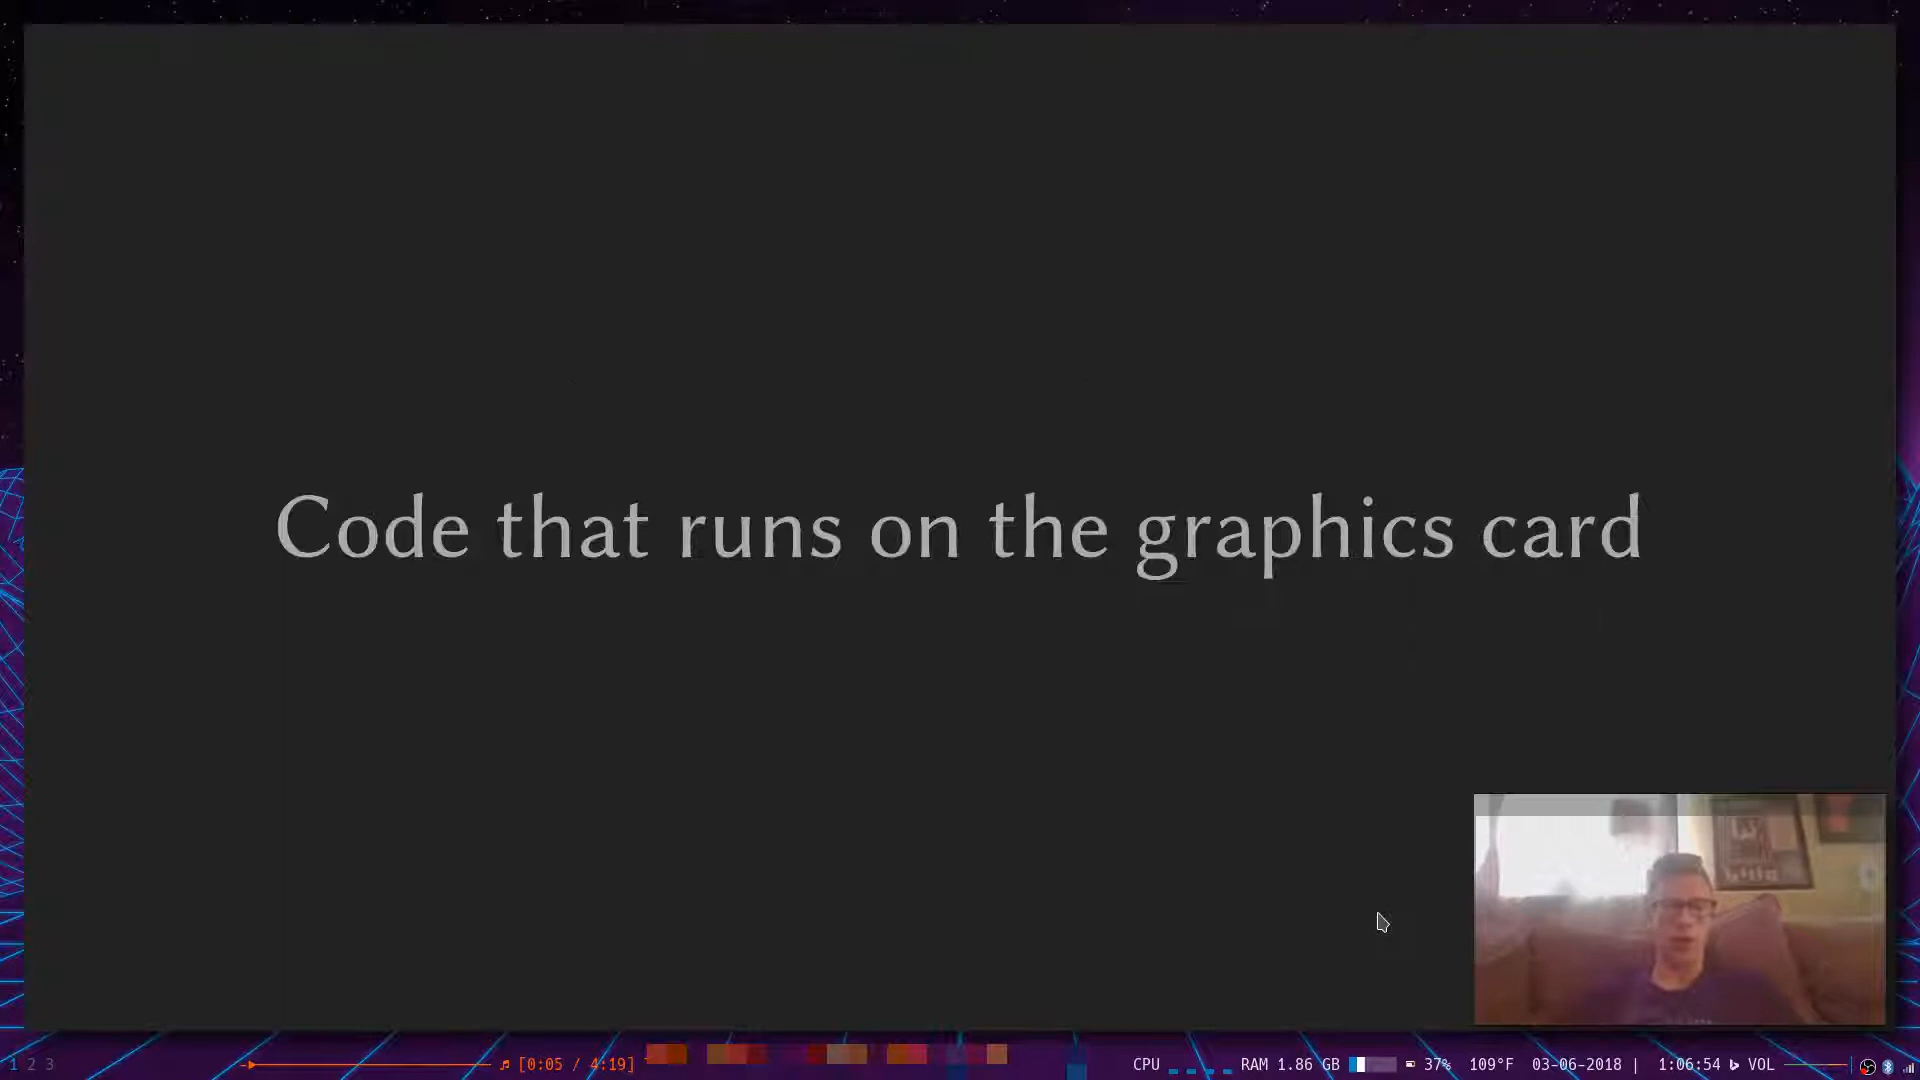 Code that runs on the graphics card
1 2 3 [0:05 / 4:19] CPU RAM 1.86 GB 37% 109°F 03-06-2018 | 1:06:54 VOL